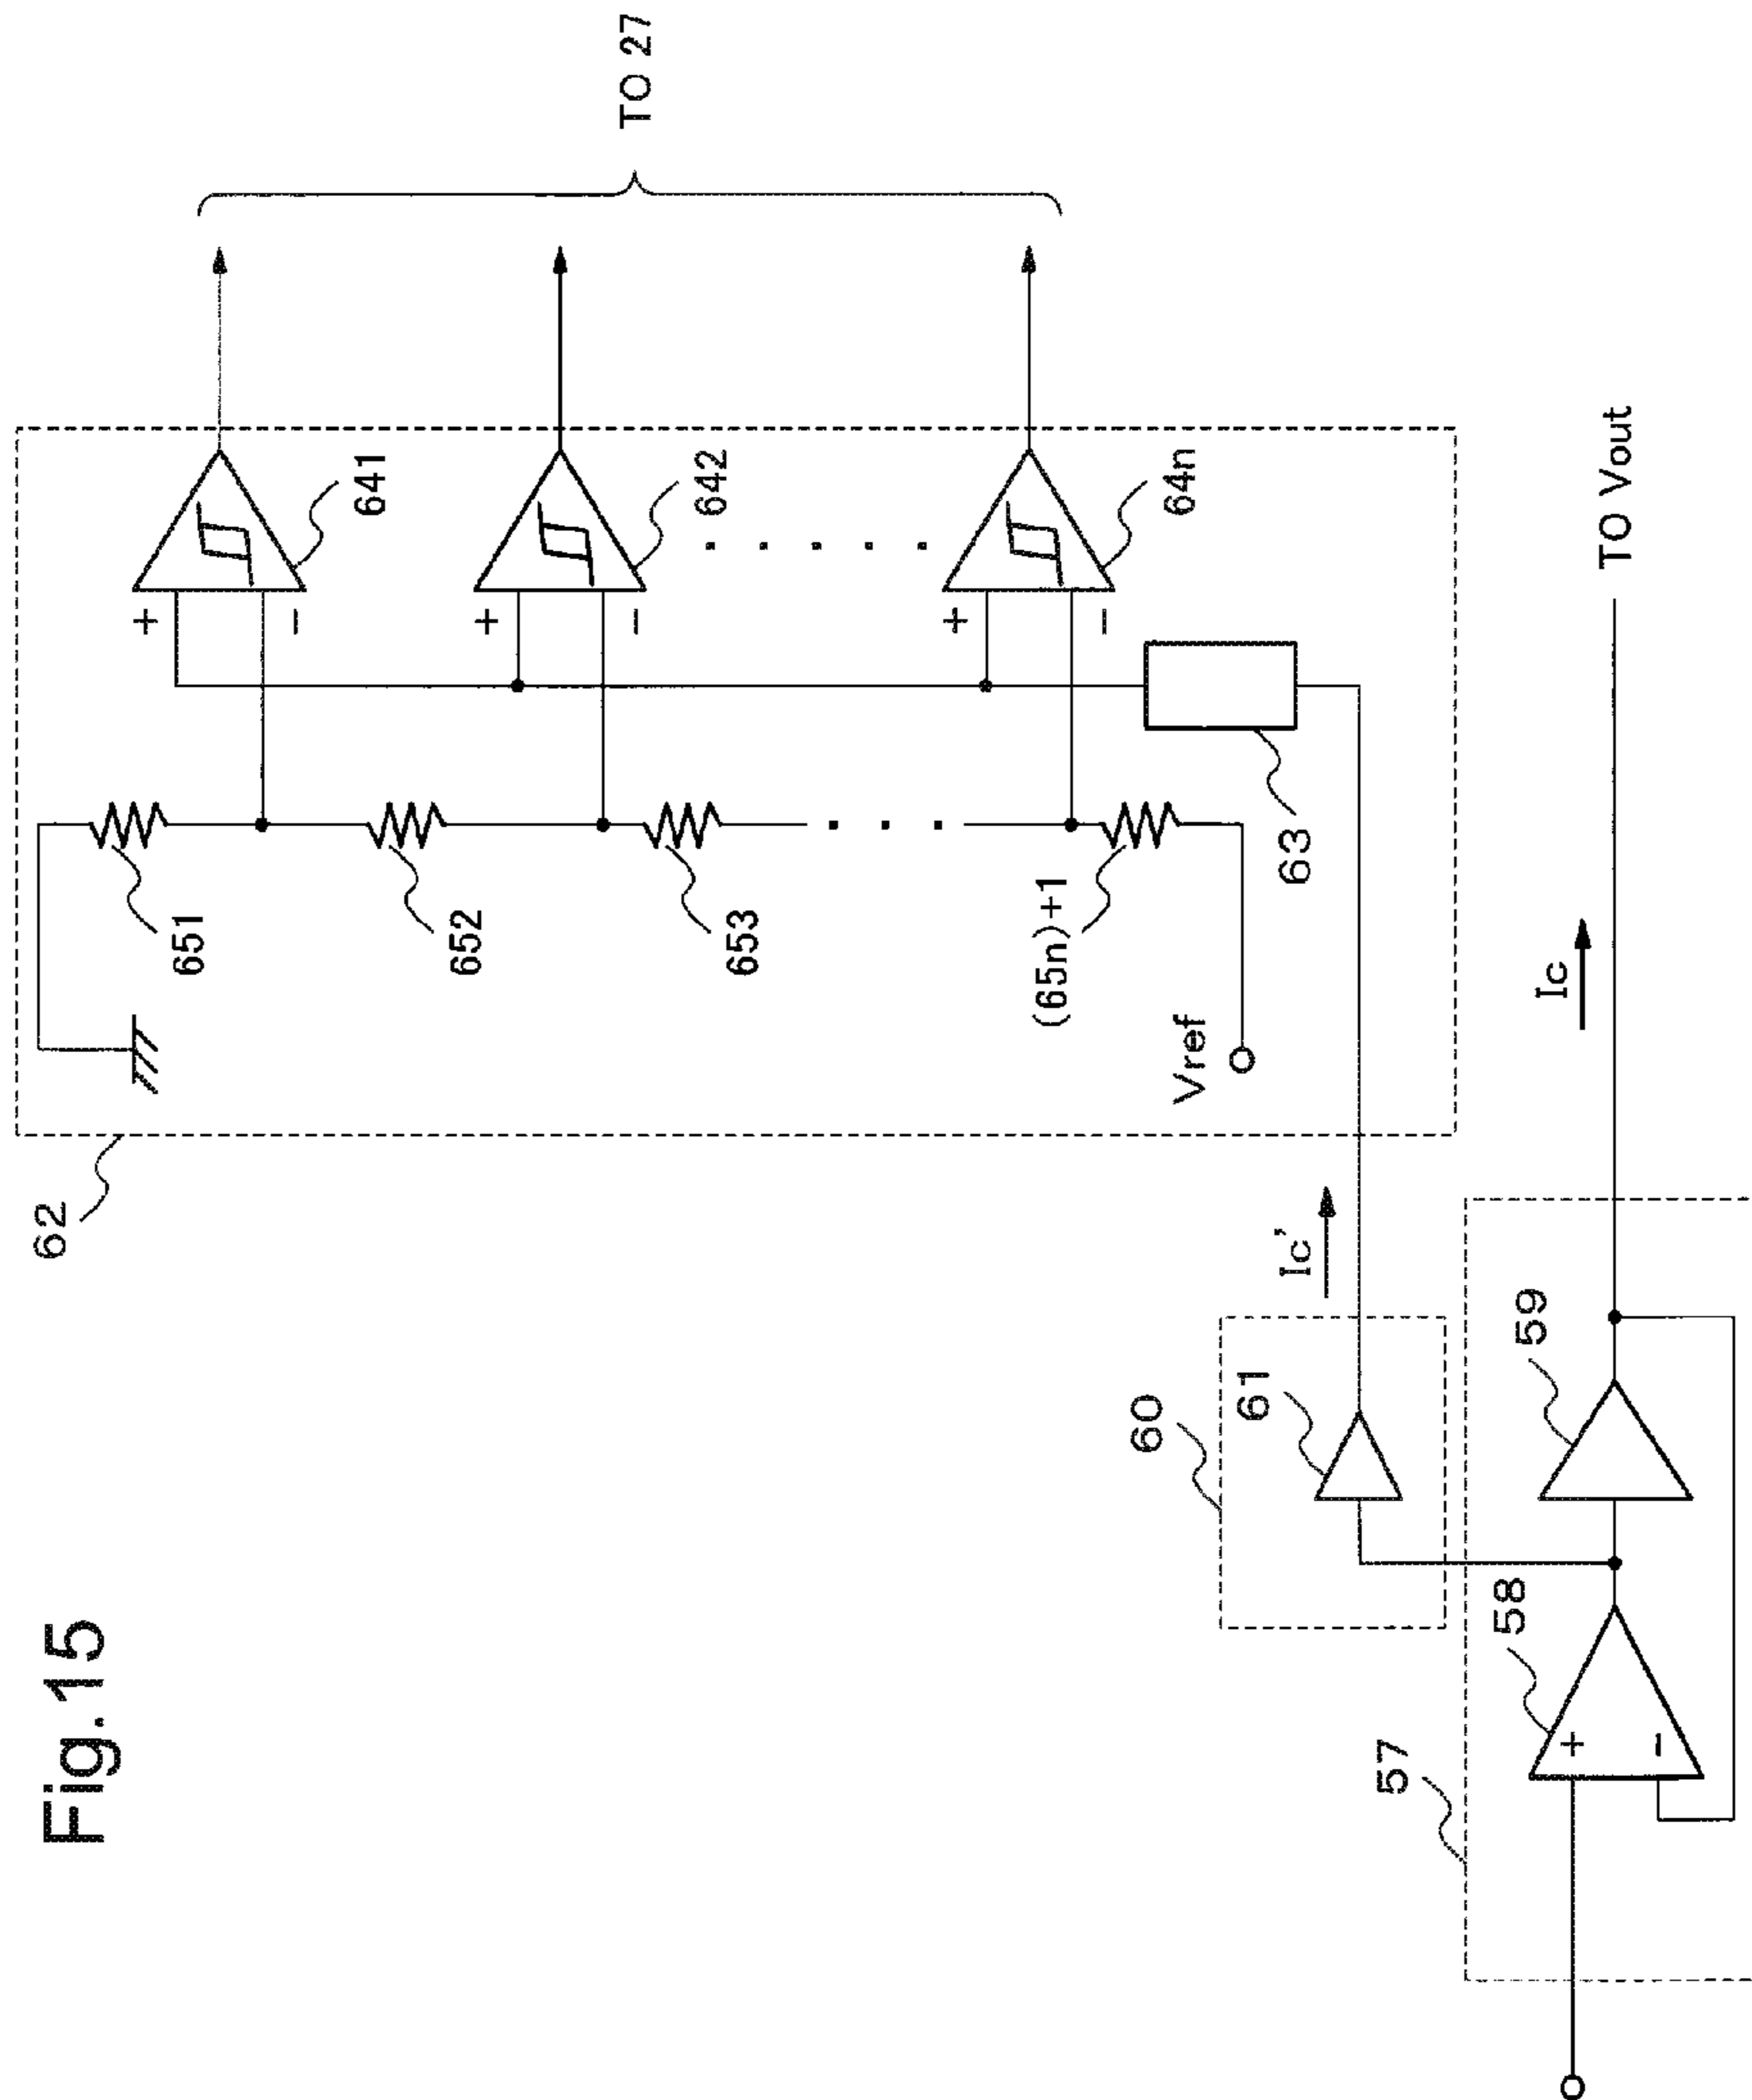 Fig.15
62
651
652
653
(65n)+1
Vref
+
−
641
+
−
642
+
−
64n
63
TO 27
Ic'
60
61
57
58
+
−
59
Ic
TO Vout